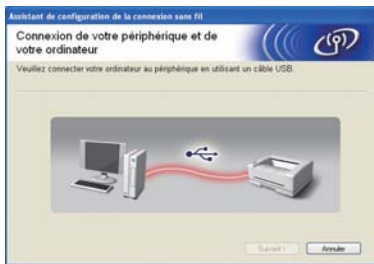 Assistant de configuration de la connexion sans fil
Connexion de votre périphérique et de
votre ordinateur
Veuillez connecter votre ordinateur au périphérique en utilisant un câble USB.
Suivant >
Annuler